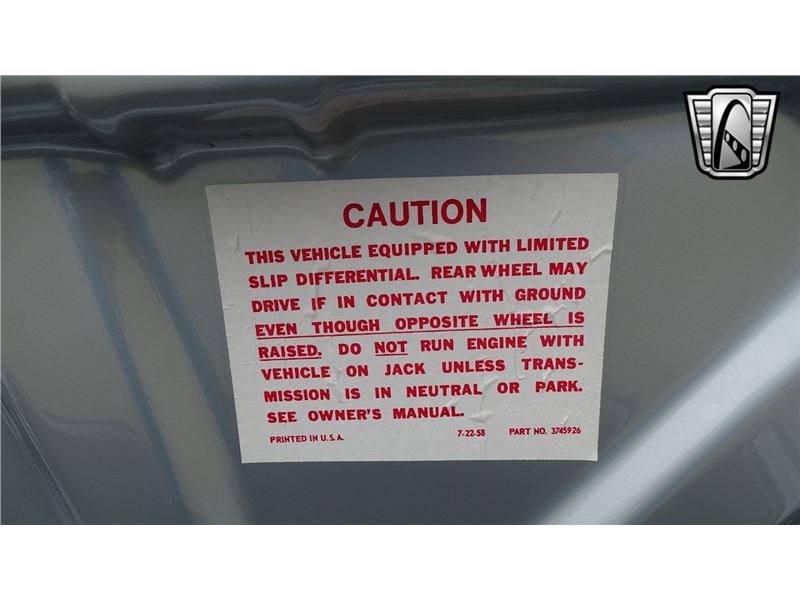 CAUTION
THIS VEHICLE EQUIPPED WITH LIMITED
SLIP DIFFERENTIAL. REAR WHEEL MAY
DRIVE IF IN CONTACT WITH GROUND
EVEN THOUGH OPPOSITE WHEEL IS
RAISED. DO NOT RUN ENGINE WITH
VEHICLE ON JACK UNLESS TRANS-
MISSION IS IN NEUTRAL OR PARK.
SEE OWNER'S MANUAL.
PRINTED IN U.S.A. 7-22-58 PART NO. 3745926